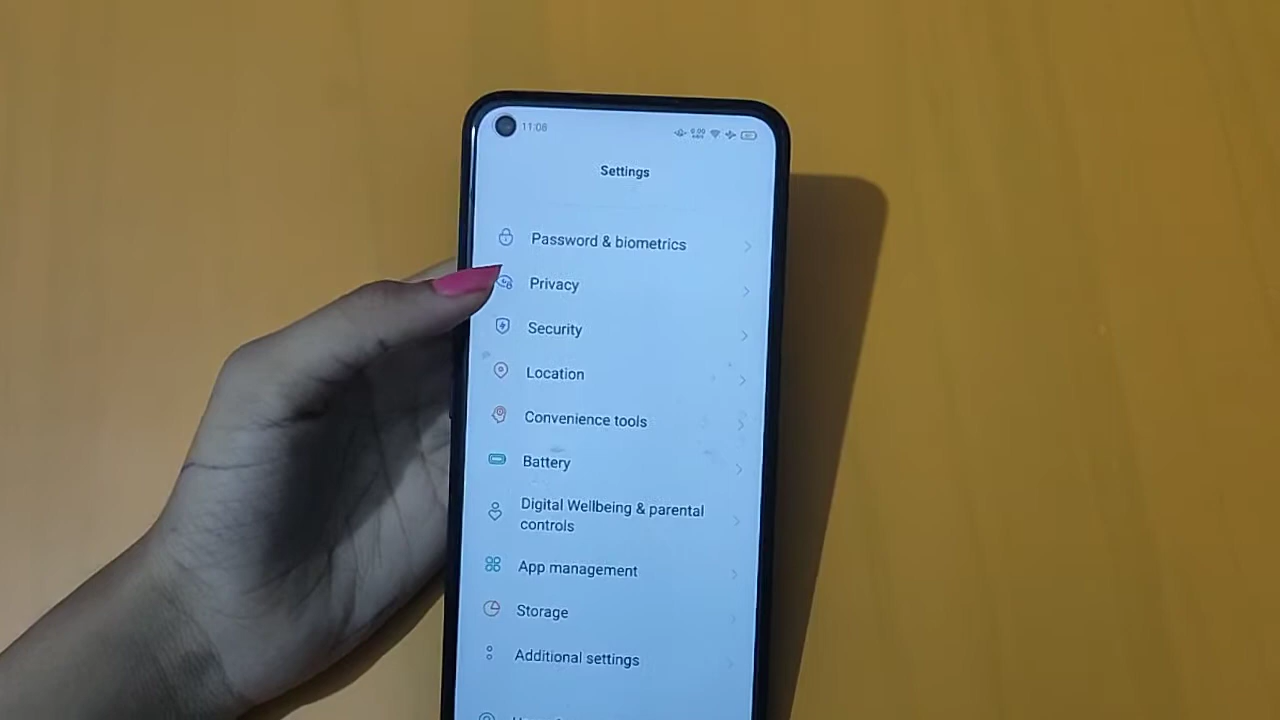 11:06
Settings
Password & biometrics
Privacy
Security
Location
Convenience tools
Battery
Digital Wellbeing & parental
controls
App management
Storage
Additional settings